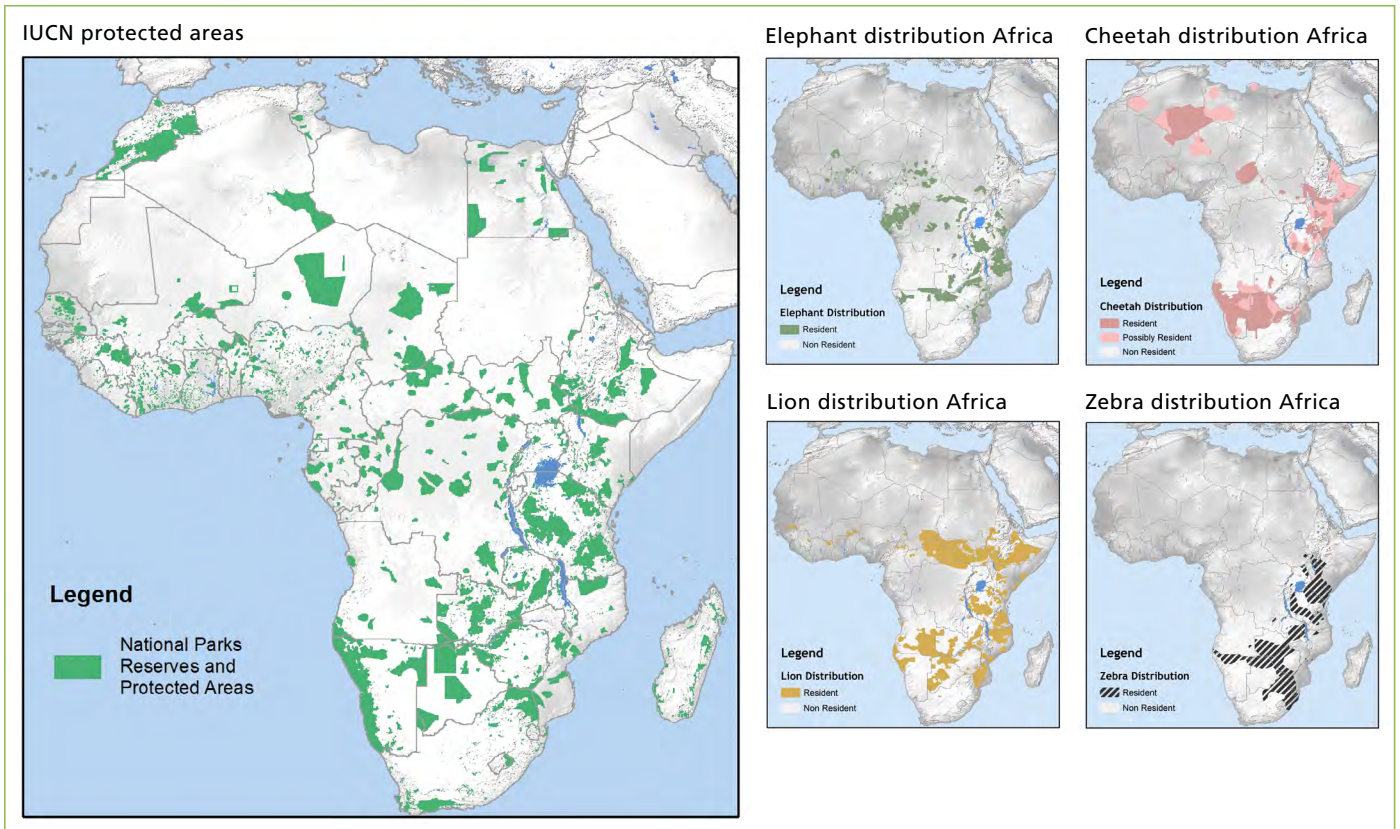 IUCN protected areas
Legend
National Parks
Reserves and
Protected Areas
Elephant distribution Africa
Legend
Elephant Distribution
Resident
Non Resident
Cheetah distribution Africa
Legend
Cheetah Distribution
Resident
Possibly Resident
Non Resident
Lion distribution Africa
Legend
Lion Distribution
Resident
Non Resident
Zebra distribution Africa
Legend
Zebra Distribution
Resident
Non Resident